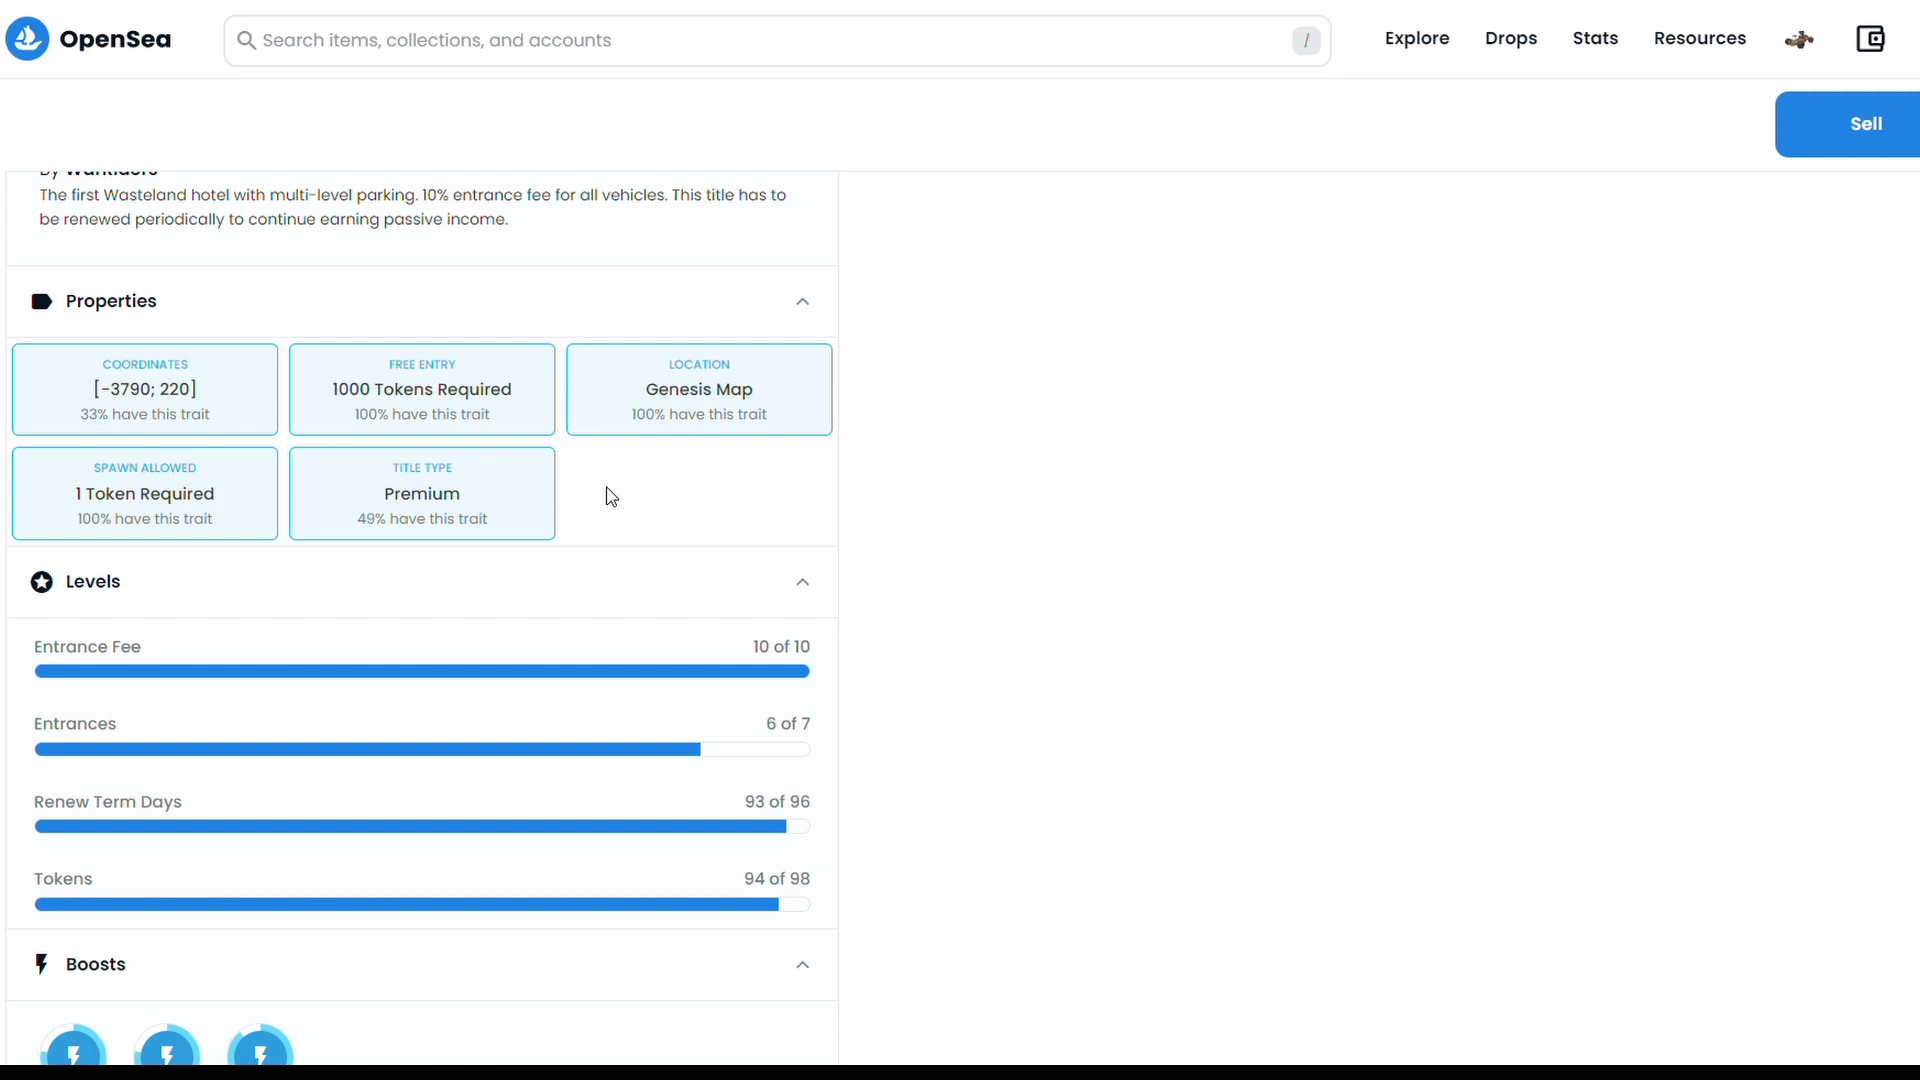 OpenSea
Search items, collections, and accounts
/
Explore
Drops
Stats
Resources
Sell
By WarRiders
The first Wasteland hotel with multi-level parking. 10% entrance fee for all vehicles. This title has to
be renewed periodically to continue earning passive income.
Properties
COORDINATES
[-3790; 220]
33% have this trait
FREE ENTRY
1000 Tokens Required
100% have this trait
LOCATION
Genesis Map
100% have this trait
SPAWN ALLOWED
1 Token Required
100% have this trait
TITLE TYPE
Premium
49% have this trait
Levels
Entrance Fee
10 of 10
Entrances
6 of 7
Renew Term Days
93 of 96
Tokens
94 of 98
Boosts